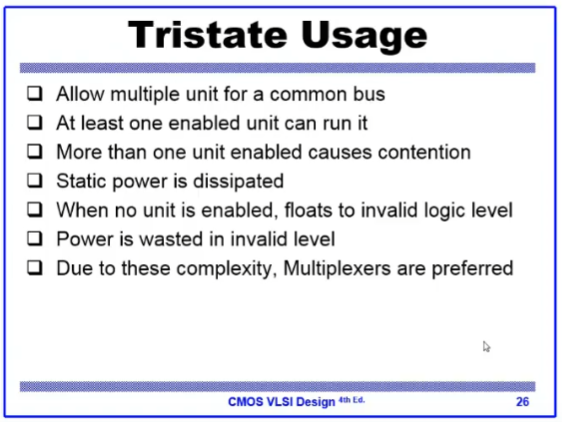 Tristate Usage
Allow multiple unit for a common bus
At least one enabled unit can run it
More than one unit enabled causes contention
Static power is dissipated
When no unit is enabled, floats to invalid logic level
Power is wasted in invalid level
Due to these complexity, Multiplexers are preferred
CMOS VLSI Design 4th Ed. 26